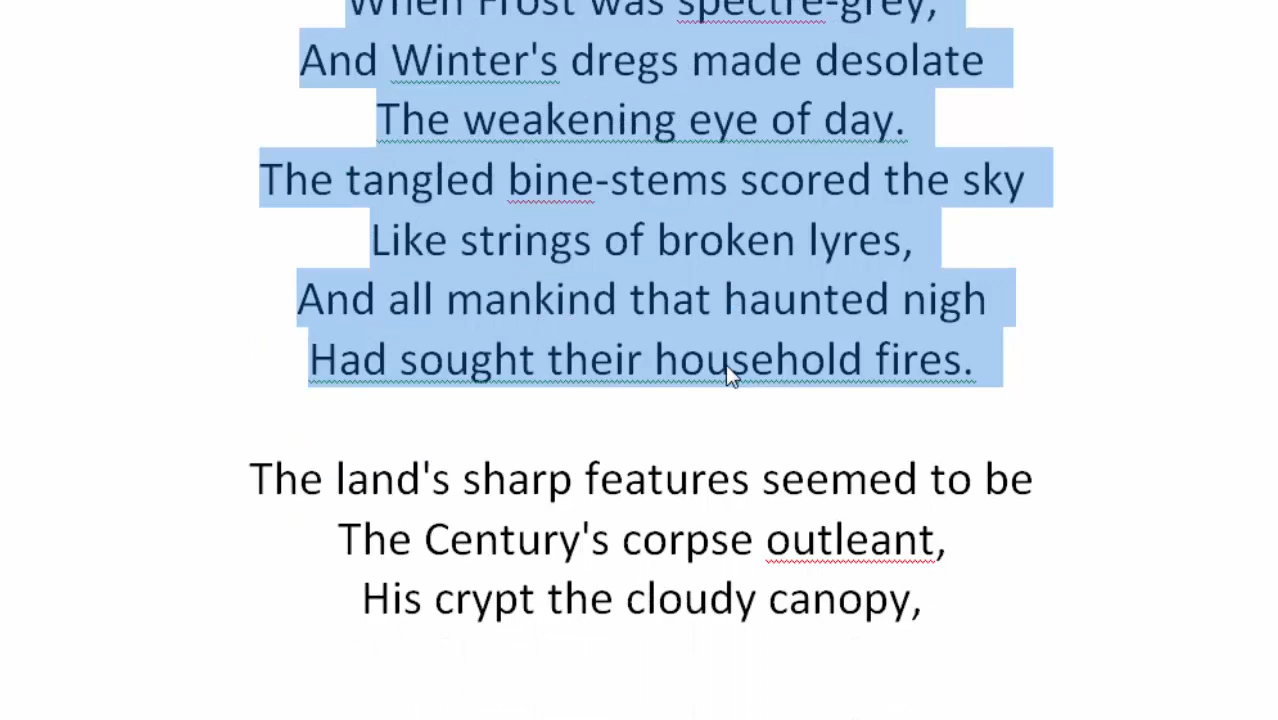 When Frost was spectre-grey,
And Winter's dregs made desolate
The weakening eye of day.
The tangled bine-stems scored the sky
Like strings of broken lyres,
And all mankind that haunted nigh
Had sought their household fires.
The land's sharp features seemed to be
The Century's corpse outleant,
His crypt the cloudy canopy,